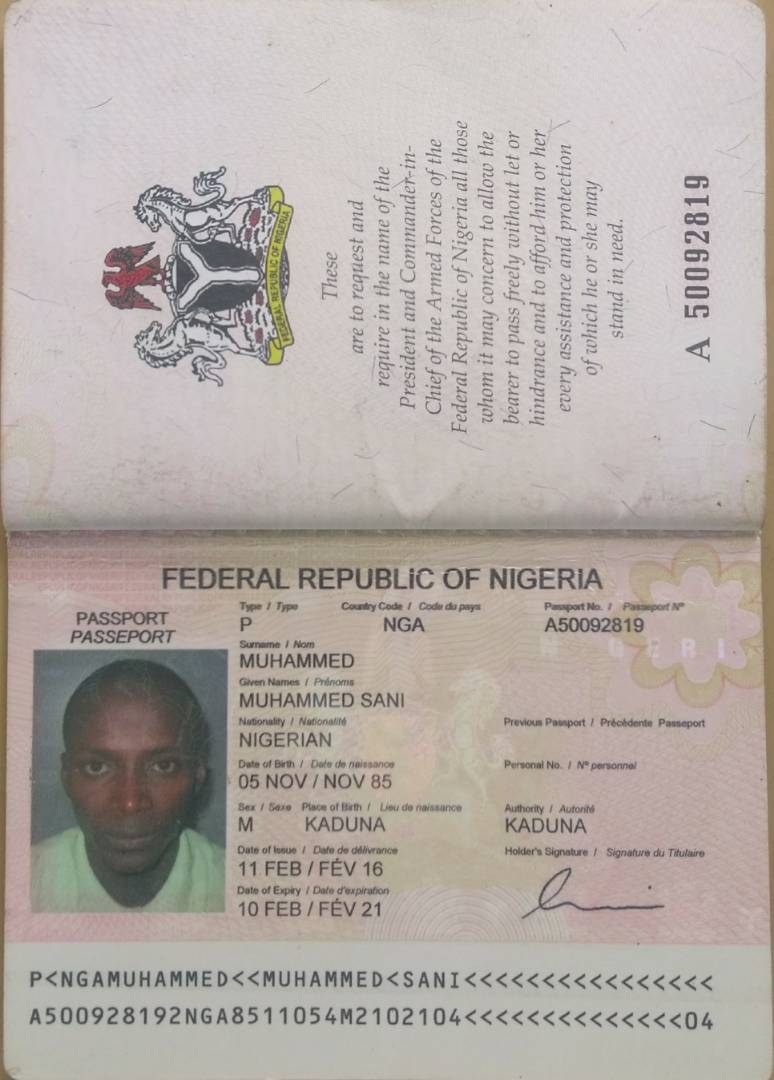 FEDERAL REPUBLIC OF NIGERIA
These
are to request and
require in the name of the
President and Commander-in-
Chief of the Armed Forces of the
Federal Republic of Nigeria all those
whom it may concern to allow the
bearer to pass freely without let or
hindrance and to afford him or her
every assistance and protection
of which he or she may
stand in need.
A 50092819
FEDERAL REPUBLIC OF NIGERIA
PASSPORT
PASSEPORT
Type / Type Country Code / Code du pays Passport No. / Passeport Nº
P NGA A50092819
Surname / Nom
MUHAMMED
Given Names / Prénoms
MUHAMMED SANI
Nationality / Nationalité Previous Passport / Précédente Passeport
NIGERIAN
Date of Birth / Date de naissance Personal No. / Nº personnel
05 NOV / NOV 85
Sex / Sexe Place of Birth / Lieu de naissance Authority / Autorité
M KADUNA KADUNA
Date of Issue / Date de délivrance Holder's Signature / Signature du Titulaire
11 FEB / FÉV 16
Date of Expiry / Date d'expiration
10 FEB / FÉV 21
P<NGAMUHAMMED<<MUHAMMED<SANI<<<<<<<<<<<<<<<<
A500928192NGA8511054M2102104<<<<<<<<<<<<<<04